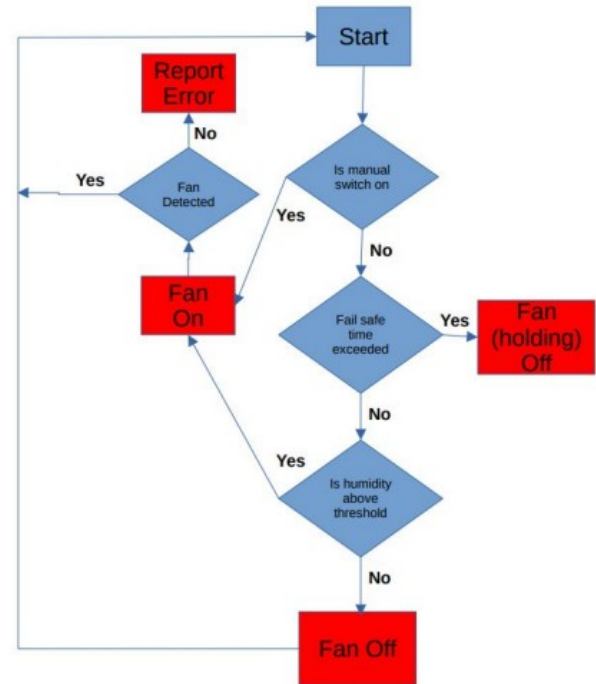 Start
Report
Error
No
Is manual
switch on
Yes
Fan
Detected
Yes
No
Fan
On
Fail safe
time
exceeded
Yes
Fan
(holding)
Off
No
Yes
Is humidity
above
threshold
No
Fan Off